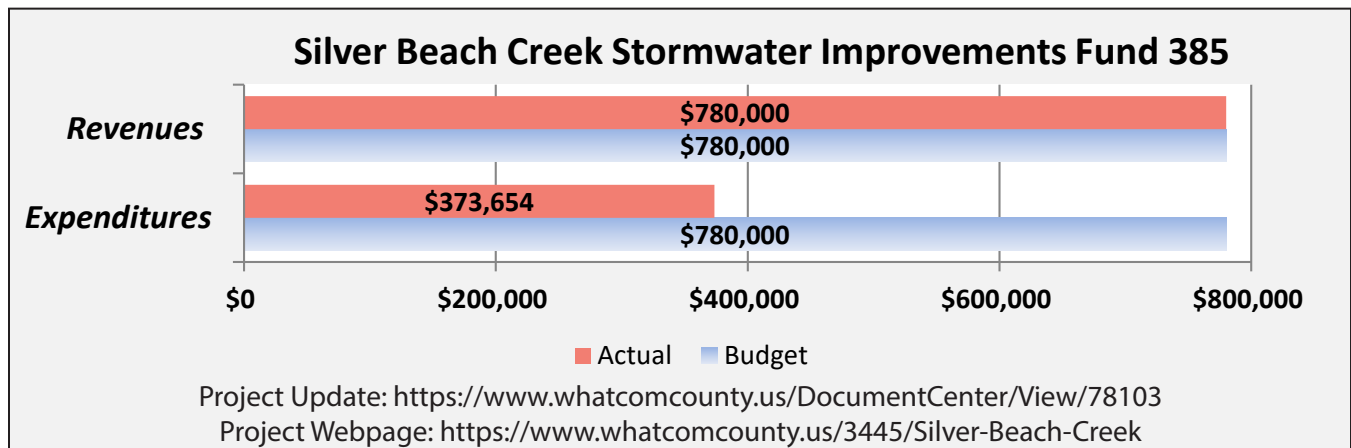 Silver Beach Creek Stormwater Improvements Fund 385
Revenues
$780,000
$780,000
Expenditures
$373,654
$780,000
$0 $200,000 $400,000 $600,000 $800,000
Actual Budget
Project Update: https://www.whatcomcounty.us/DocumentCenter/View/78103
Project Webpage: https://www.whatcomcounty.us/3445/Silver-Beach-Creek